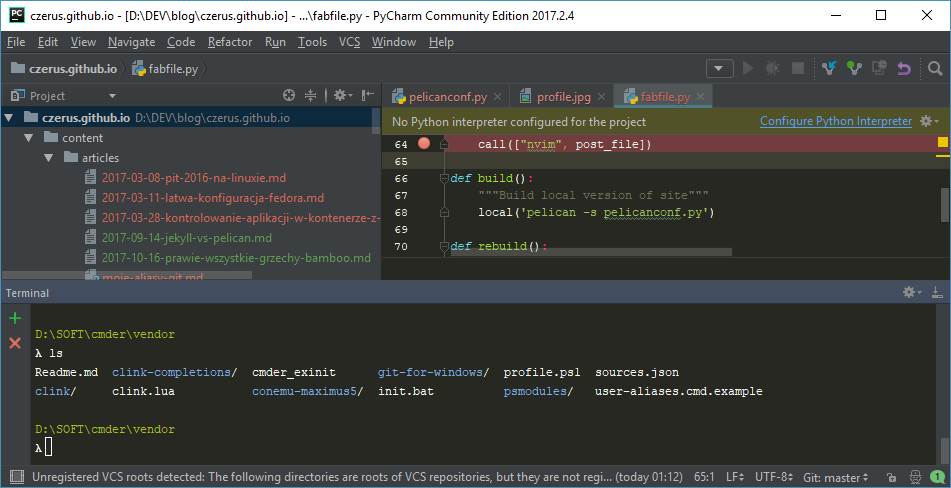 czerus.github.io - [D:\DEV\blog\czerus.github.io] - ...\fabfile.py - PyCharm Community Edition 2017.2.4
File Edit View Navigate Code Refactor Run Tools VCS Window Help
czerus.github.io fabfile.py
Project
pelicanconf.py profile.jpg fabfile.py
czerus.github.io D:\DEV\blog\czerus.github.io
content
articles
2017-03-08-pit-2016-na-linuxie.md
2017-03-11-latwa-konfiguracja-fedora.md
2017-03-28-kontrolowanie-aplikacji-w-kontenerze-z-
2017-09-14-jekyll-vs-pelican.md
2017-10-16-prawie-wszystkie-grzechy-bamboo.md
moje-aliasy-git.md
No Python interpreter configured for the project Configure Python Interpreter
64 call(["nvim", post_file])
65
66 def build():
67 """Build local version of site"""
68 local('pelican -s pelicanconf.py')
69
70 def rebuild():
Terminal
D:\SOFT\cmder\vendor
λ ls
Readme.md clink-completions/ cmder_exinit git-for-windows/ profile.ps1 sources.json
clink/ clink.lua conemu-maximus5/ init.bat psmodules/ user-aliases.cmd.example
D:\SOFT\cmder\vendor
λ
Unregistered VCS roots detected: The following directories are roots of VCS repositories, but they are not regi... (today 01:12) 65:1 LF UTF-8 Git: master 1